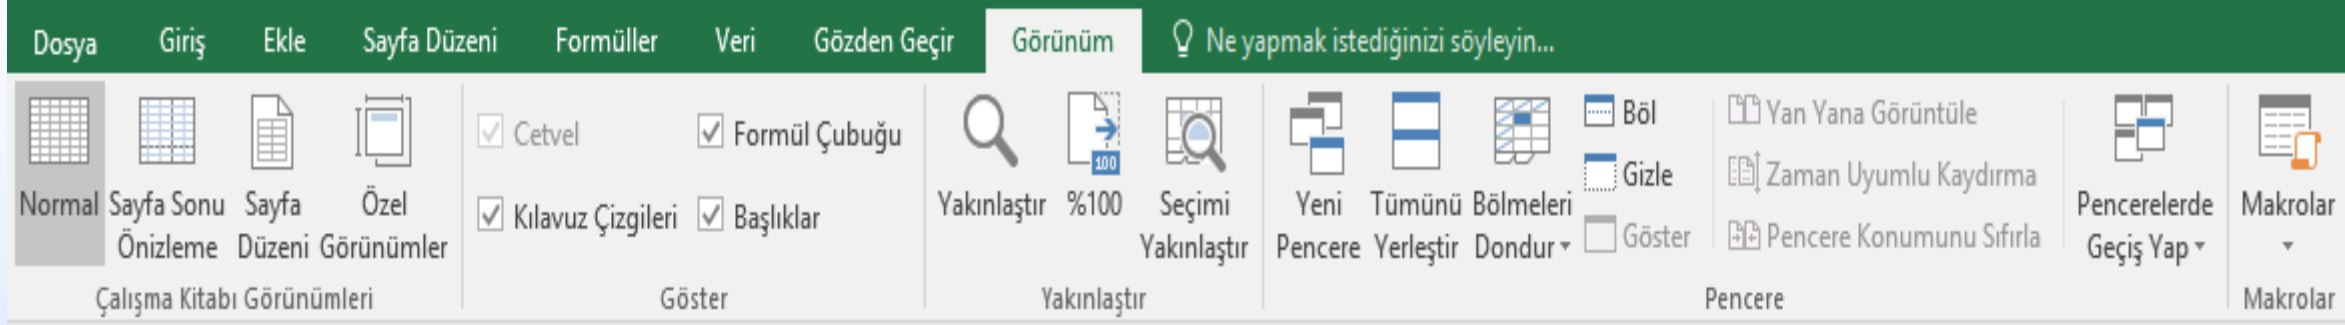 Dosya Giriş Ekle Sayfa Düzeni Formüller Veri Gözden Geçir Görünüm Ne yapmak istediğinizi söyleyin...
Normal
Sayfa Sonu
Önizleme
Sayfa
Düzeni
Özel
Görünümler
Çalışma Kitabı Görünümleri
Cetvel
Formül Çubuğu
Kılavuz Çizgileri
Başlıklar
Göster
Yakınlaştır
100
%100
Seçimi
Yakınlaştır
Yakınlaştır
Yeni
Pencere
Tümünü
Yerleştir
Bölmeleri
Dondur
Böl
Gizle
Göster
Yan Yana Görüntüle
Zaman Uyumlu Kaydırma
Pencere Konumunu Sıfırla
Pencerelerde
Geçiş Yap
Pencere
Makrolar
Makrolar